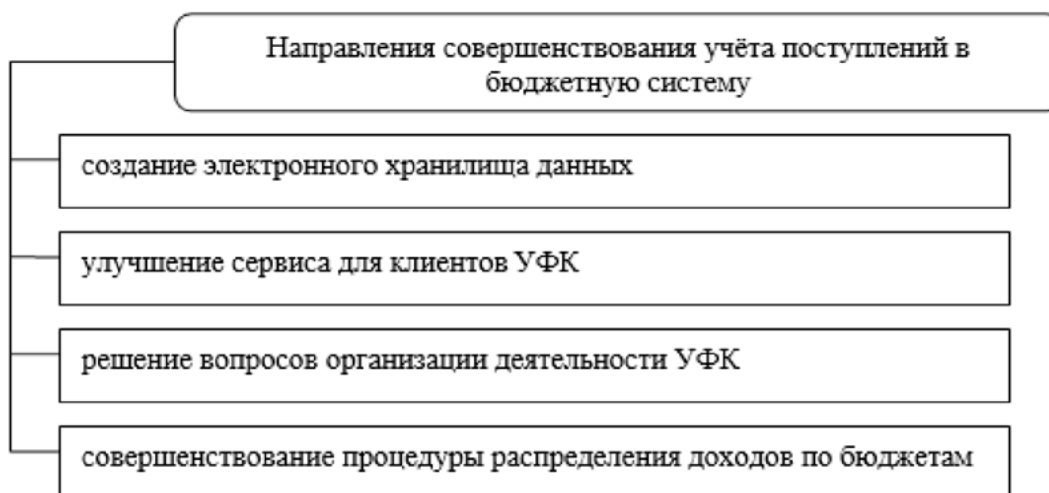 Направления совершенствования учёта поступлений в
бюджетную систему
создание электронного хранилища данных
улучшение сервиса для клиентов УФК
решение вопросов организации деятельности УФК
совершенствование процедуры распределения доходов по бюджетам